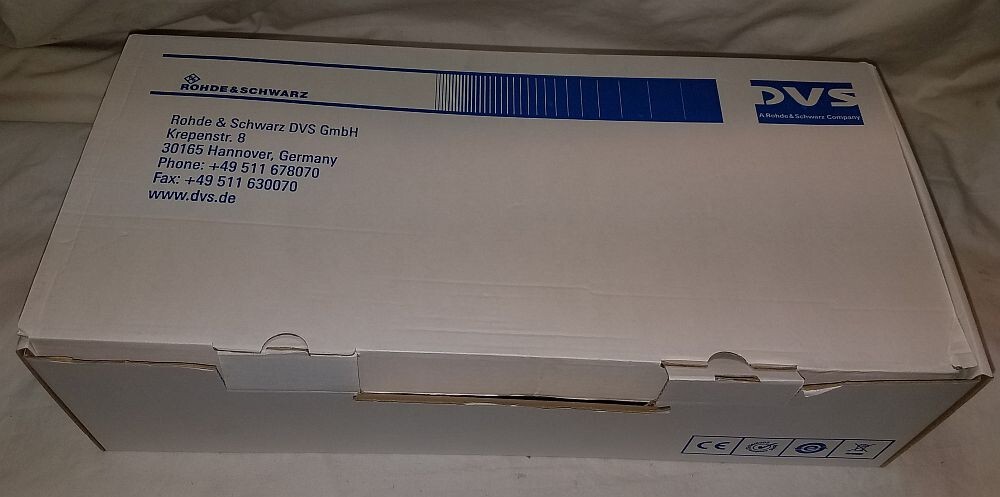 ROHDE & SCHWARZ
DVS
A Rohde & Schwarz Company
Rohde & Schwarz DVS GmbH
Krepenstr. 8
30165 Hannover, Germany
Phone: +49 511 678070
Fax: +49 511 630070
www.dvs.de
CE